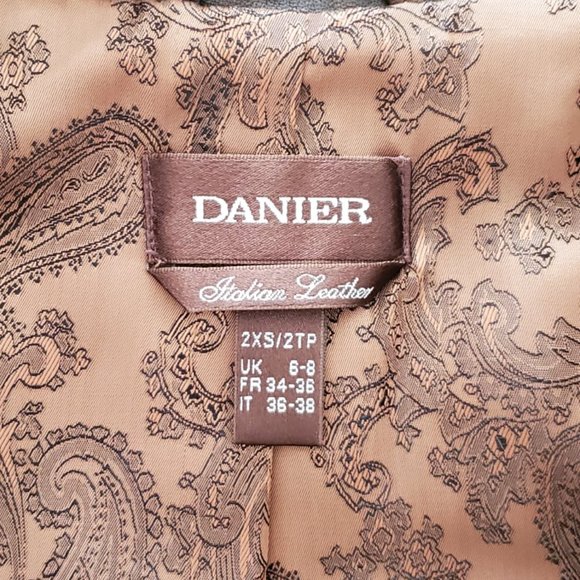 DANIER
Italian Leather
2XS/2TP
UK 6-8
FR 34-36
IT 36-38